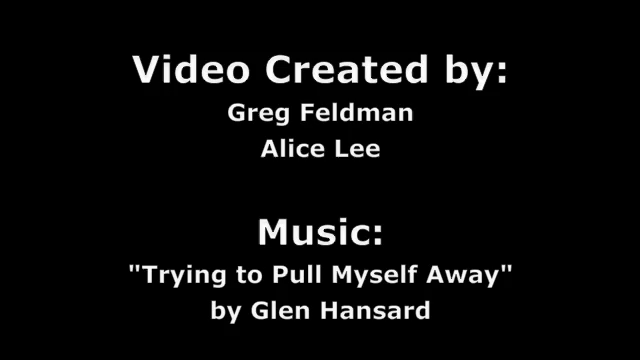 Video Created by:
Greg Feldman
Alice Lee
Music:
"Trying to Pull Myself Away"
by Glen Hansard